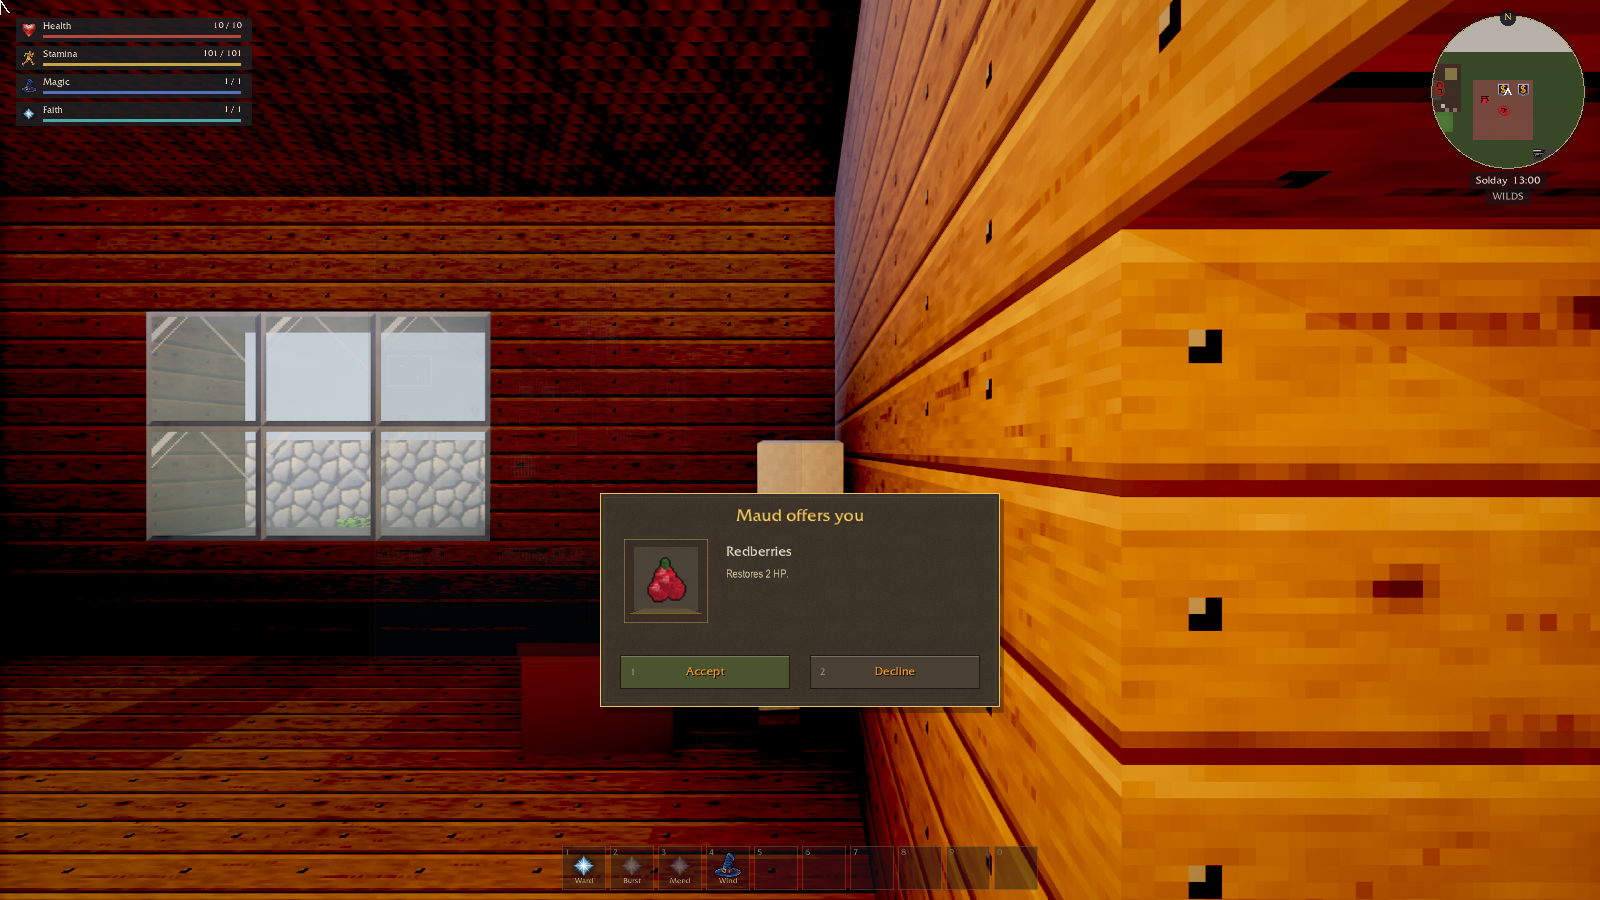 Health 10 / 10
Stamina 101 / 101
Magic 1 / 1
Faith 1 / 1
N
$ $
Solday 13:00
WILDS
Maud offers you
Redberries
Restores 2 HP.
1 Accept
2 Decline
1 2 3 4 5 6 7 8 9 0
Ward Burst Mend Wind